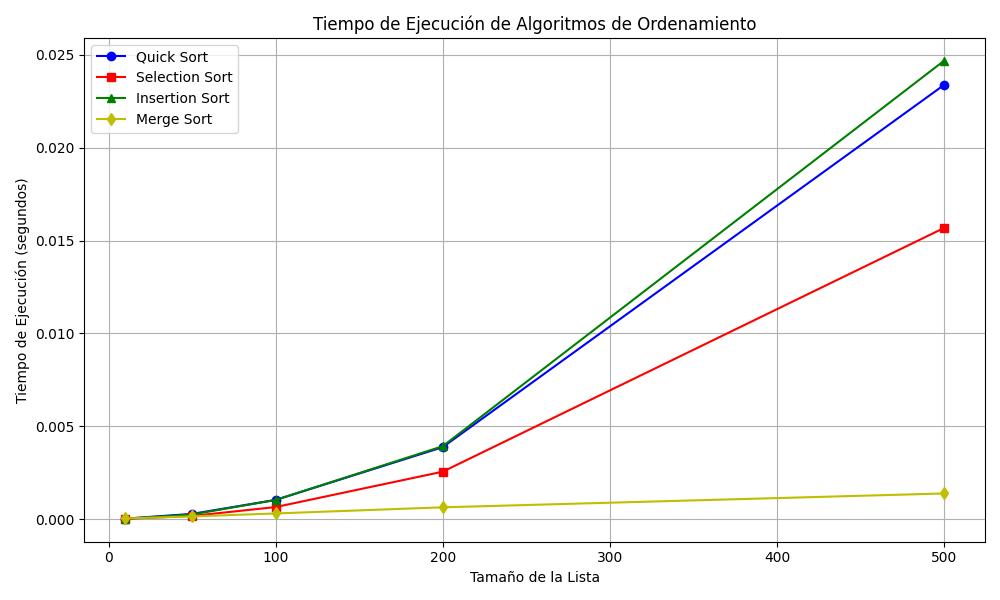 Tiempo de Ejecución de Algoritmos de Ordenamiento
Quick Sort
Selection Sort
Insertion Sort
Merge Sort
Tiempo de Ejecución (segundos)
0.025
0.020
0.015
0.010
0.005
0.000
0 100 200 300 400 500
Tamaño de la Lista